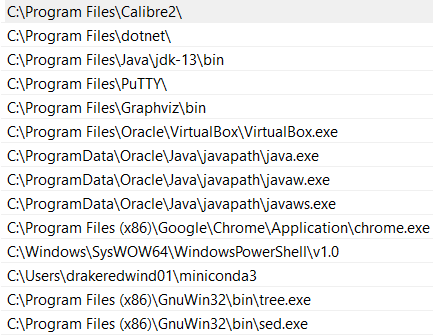 C:\Program Files\Calibre2\
C:\Program Files\dotnet\
C:\Program Files\Java\jdk-13\bin
C:\Program Files\PuTTY\
C:\Program Files\Graphviz\bin
C:\Program Files\Oracle\VirtualBox\VirtualBox.exe
C:\ProgramData\Oracle\Java\javapath\java.exe
C:\ProgramData\Oracle\Java\javapath\javaw.exe
C:\ProgramData\Oracle\Java\javapath\javaws.exe
C:\Program Files (x86)\Google\Chrome\Application\chrome.exe
C:\Windows\SysWOW64\WindowsPowerShell\v1.0
C:\Users\drakeredwind01\miniconda3
C:\Program Files (x86)\GnuWin32\bin\tree.exe
C:\Program Files (x86)\GnuWin32\bin\sed.exe